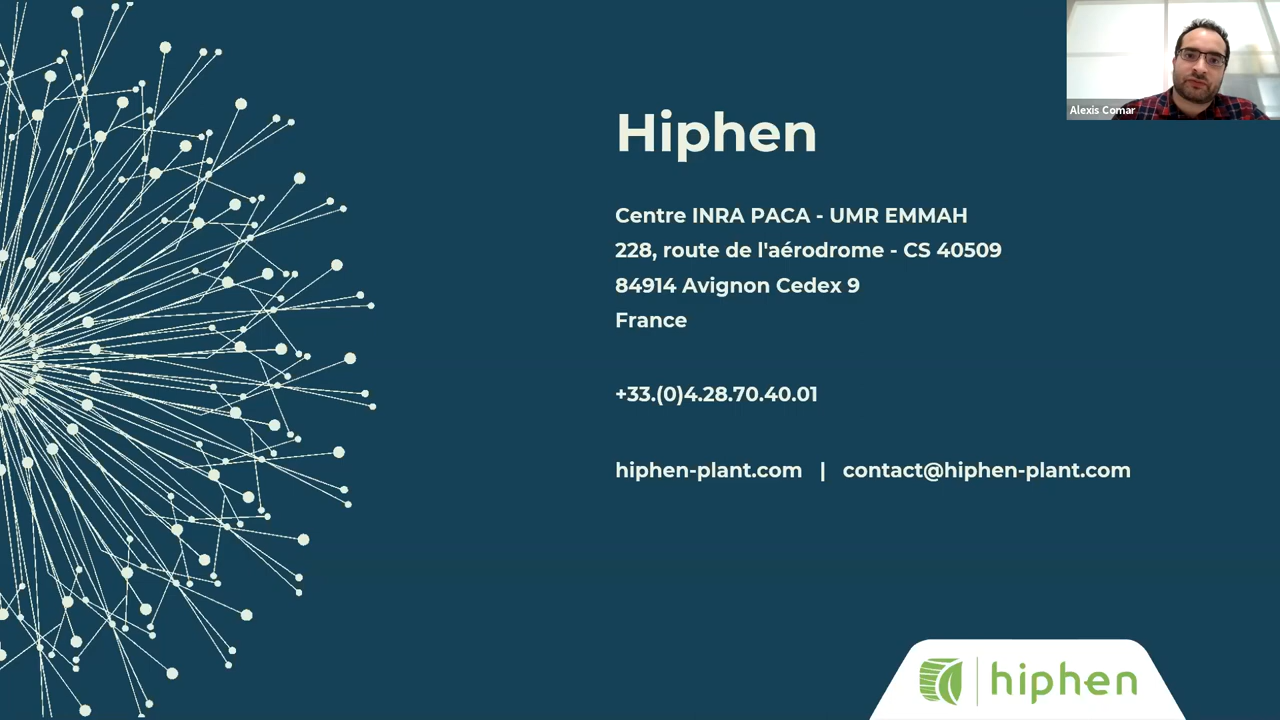 Alexis Comar
Hiphen
Centre INRA PACA - UMR EMMAH
228, route de l'aérodrome - CS 40509
84914 Avignon Cedex 9
France
+33.(0)4.28.70.40.01
hiphen-plant.com | contact@hiphen-plant.com
hiphen